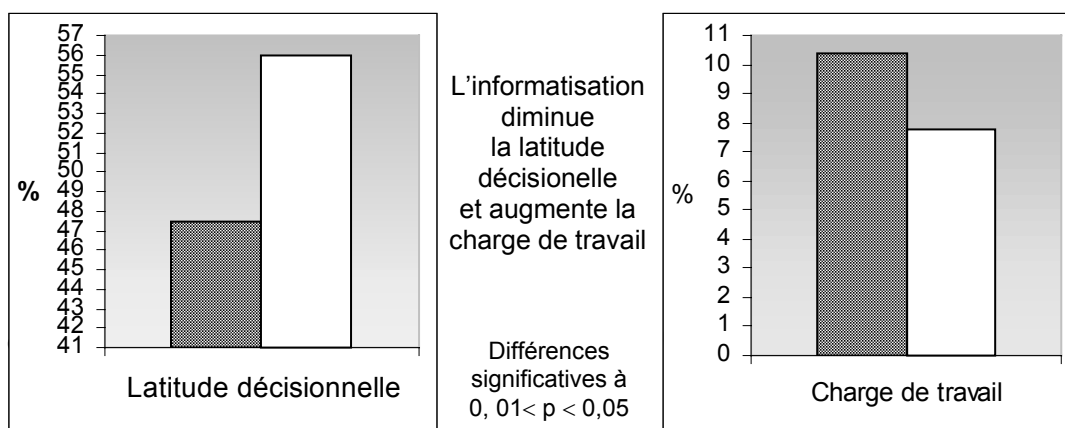 57
56
55
54
53
52
51
50
49
48
47
46
45
44
43
42
41
%
Latitude décisionnelle
L’informatisation
diminue
la latitude
décisionelle
et augmente la
charge de travail
Différences
significatives à
0, 01< p < 0,05
11
10
9
8
7
6
5
4
3
2
1
0
%
Charge de travail